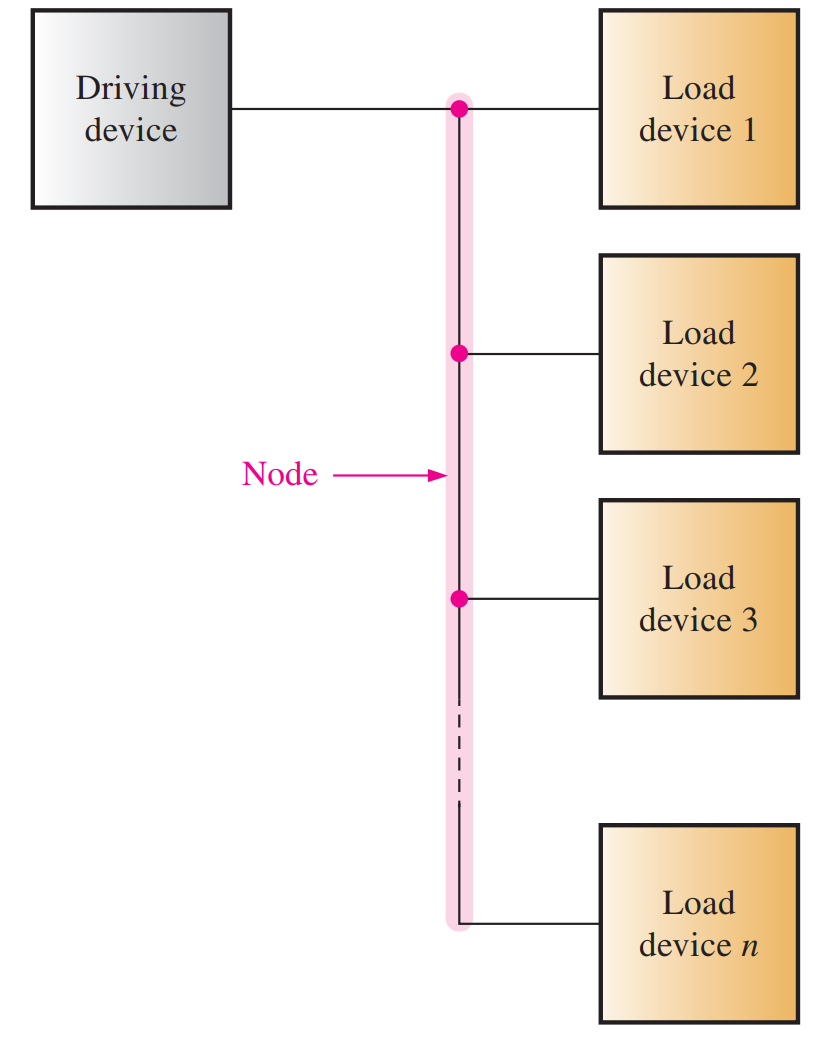 Driving
device
Load
device 1
Load
device 2
Node
Load
device 3
Load
device n